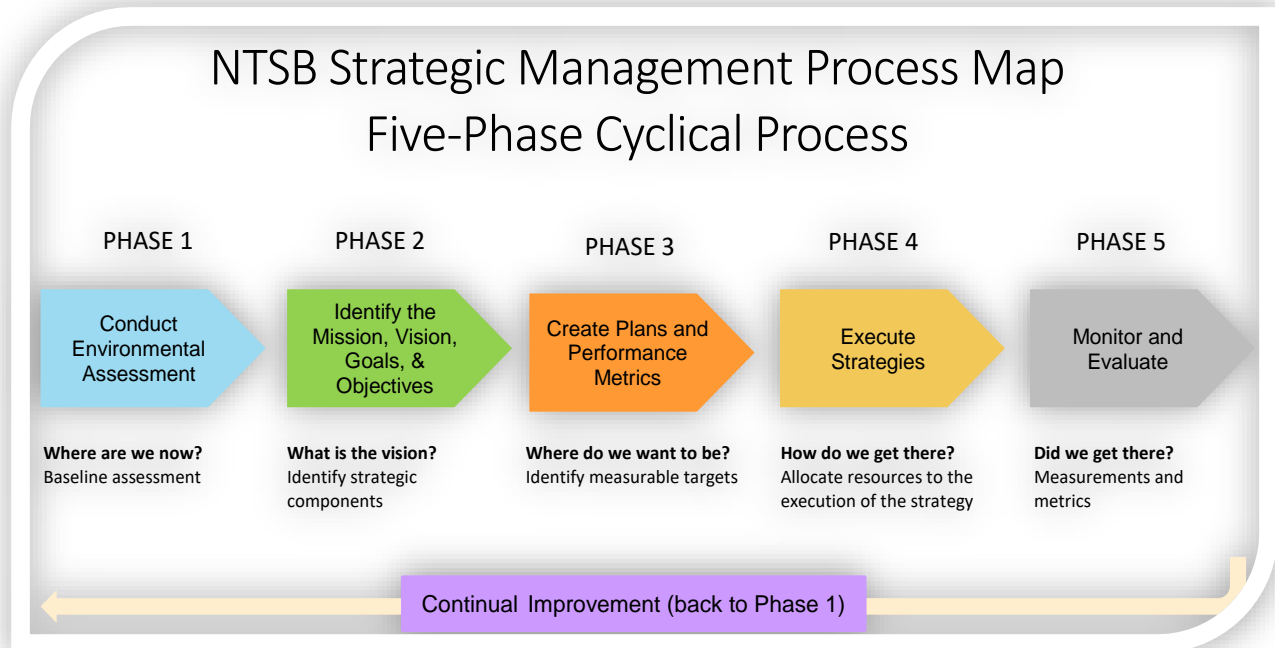 NTSB Strategic Management Process Map
Five-Phase Cyclical Process
PHASE 1
Conduct
Environmental
Assessment
Where are we now?
Baseline assessment
PHASE 2
Identify the
Mission, Vision,
Goals, &
Objectives
What is the vision?
Identify strategic
components
PHASE 3
Create Plans and
Performance
Metrics
Where do we want to be?
Identify measurable targets
PHASE 4
Execute
Strategies
How do we get there?
Allocate resources to the
execution of the strategy
PHASE 5
Monitor and
Evaluate
Did we get there?
Measurements and
metrics
Continual Improvement (back to Phase 1)